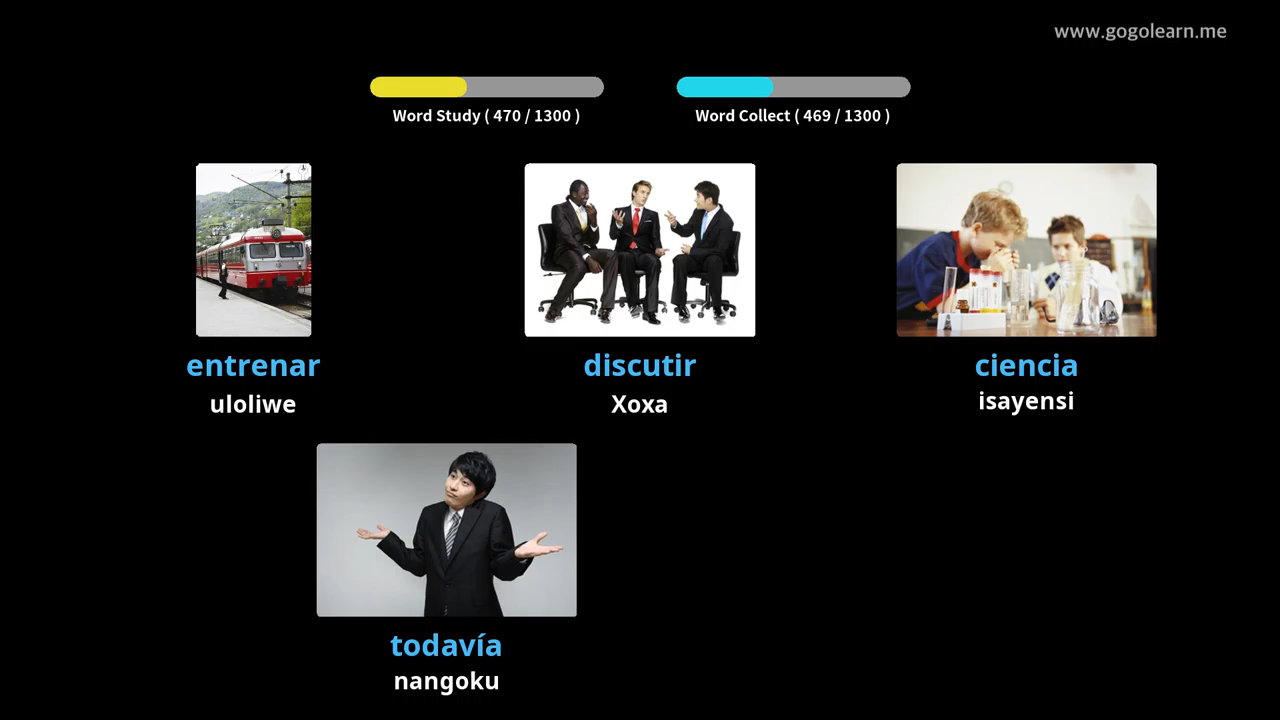 www.gogolearn.me
Word Study ( 470 / 1300 )
Word Collect ( 469 / 1300 )
entrenar
uloliwe
discutir
Xoxa
ciencia
isayensi
todavía
nangoku